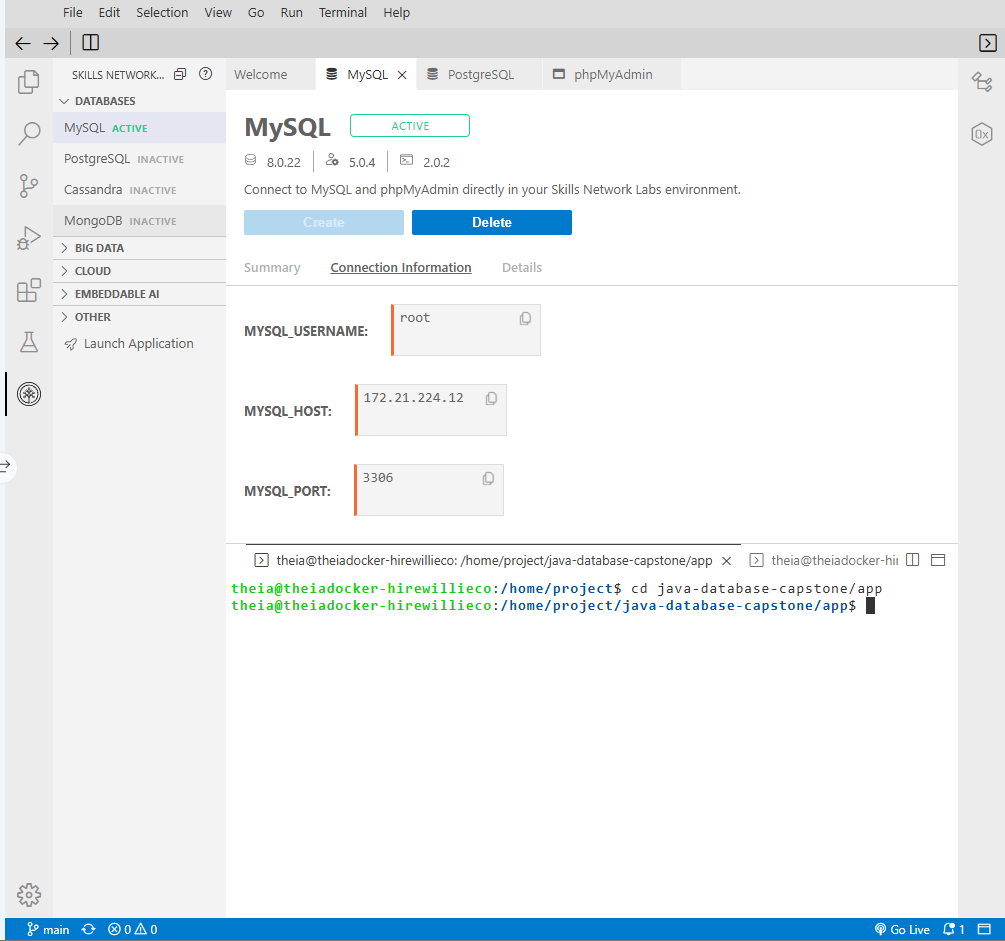 File Edit Selection View Go Run Terminal Help
SKILLS NETWORK...
DATABASES
MySQL ACTIVE
PostgreSQL INACTIVE
Cassandra INACTIVE
MongoDB INACTIVE
BIG DATA
CLOUD
EMBEDDABLE AI
OTHER
Launch Application
Welcome MySQL PostgreSQL phpMyAdmin
MySQL ACTIVE
8.0.22 5.0.4 2.0.2
Connect to MySQL and phpMyAdmin directly in your Skills Network Labs environment.
Create Delete
Summary Connection Information Details
MYSQL_USERNAME: root
MYSQL_HOST: 172.21.224.12
MYSQL_PORT: 3306
theia@theiadocker-hirewillieco: /home/project/java-database-capstone/app theia@theiadocker-hir
theia@theiadocker-hirewillieco:/home/project$ cd java-database-capstone/app
theia@theiadocker-hirewillieco:/home/project/java-database-capstone/app$
0x
main 0 0 Go Live 1